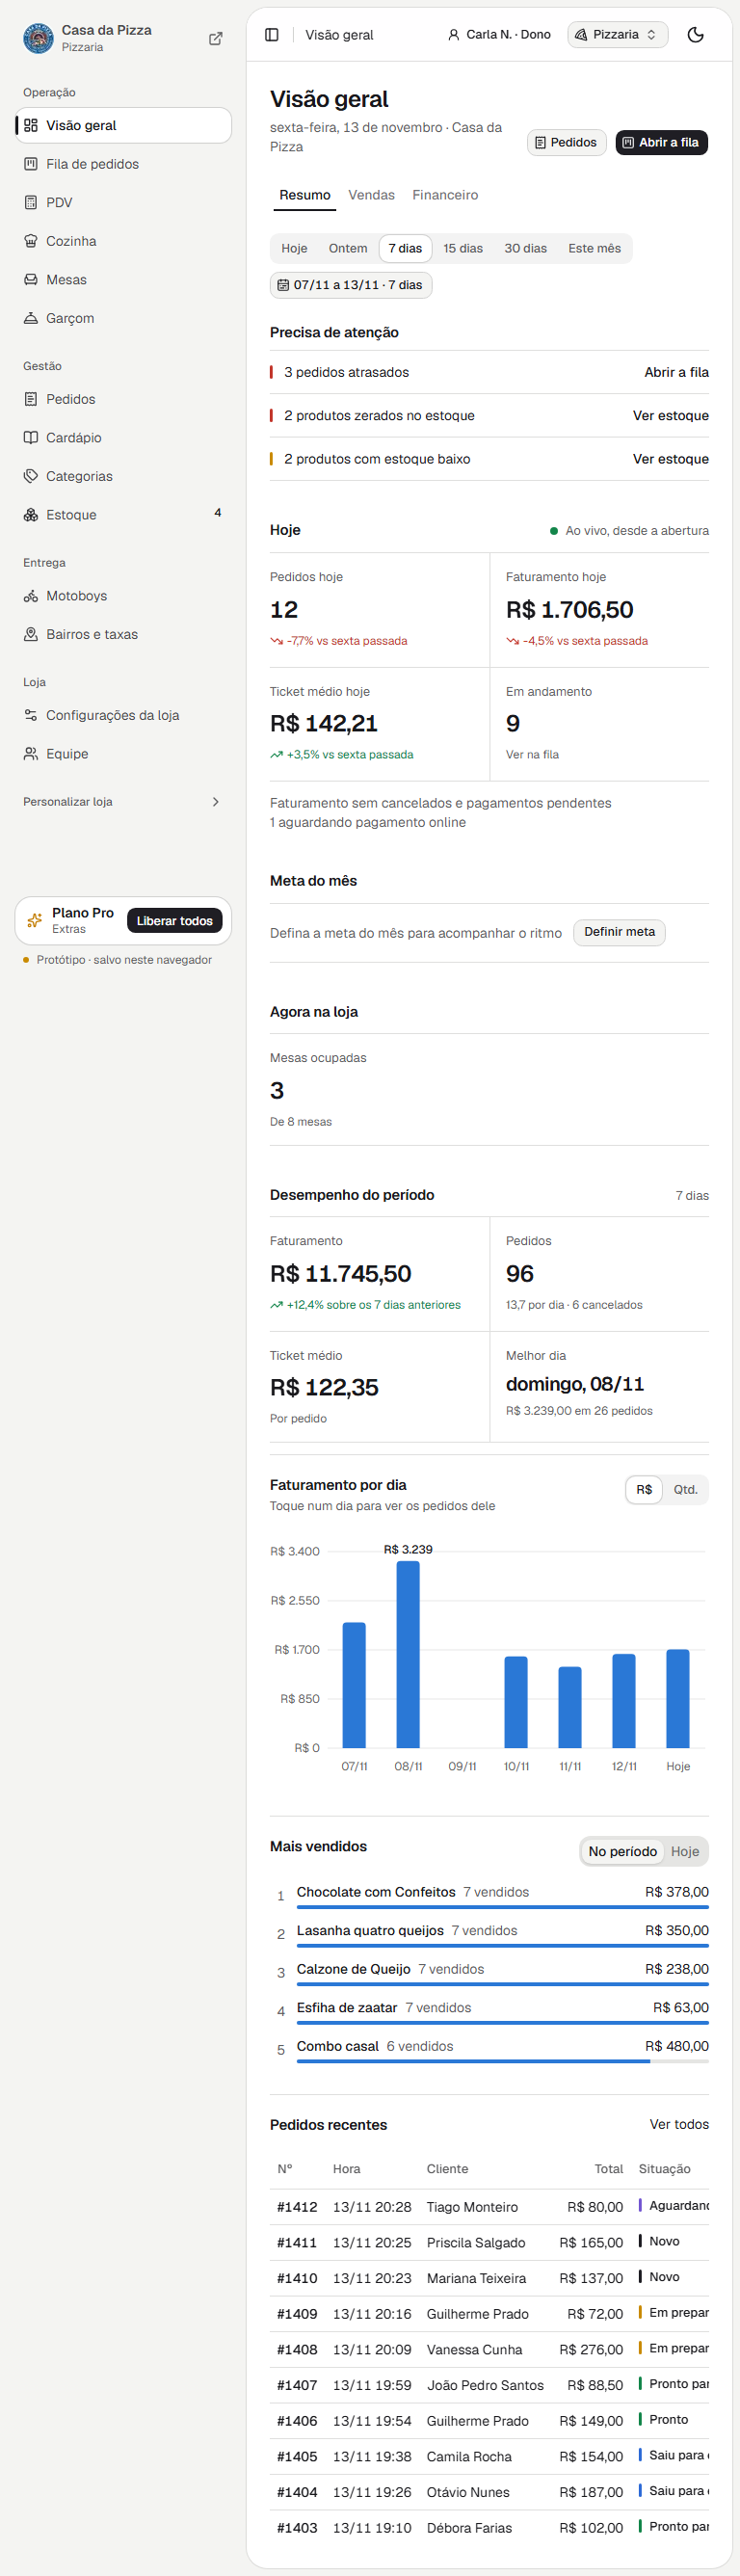 Casa da Pizza
Pizzaria
Operação
Visão geral
Fila de pedidos
PDV
Cozinha
Mesas
Garçom
Gestão
Pedidos
Cardápio
Categorias
Estoque 4
Entrega
Motoboys
Bairros e taxas
Loja
Configurações da loja
Equipe
Personalizar loja
Plano Pro
Extras
Liberar todos
Protótipo · salvo neste navegador
Visão geral
Carla N. · Dono
Pizzaria
Visão geral
sexta-feira, 13 de novembro · Casa da
Pizza
Pedidos
Abrir a fila
Resumo Vendas Financeiro
Hoje Ontem 7 dias 15 dias 30 dias Este mês
07/11 a 13/11 · 7 dias
Precisa de atenção
3 pedidos atrasados Abrir a fila
2 produtos zerados no estoque Ver estoque
2 produtos com estoque baixo Ver estoque
Hoje Ao vivo, desde a abertura
Pedidos hoje
12
-7,7% vs sexta passada
Faturamento hoje
R$ 1.706,50
-4,5% vs sexta passada
Ticket médio hoje
R$ 142,21
+3,5% vs sexta passada
Em andamento
9
Ver na fila
Faturamento sem cancelados e pagamentos pendentes
1 aguardando pagamento online
Meta do mês
Defina a meta do mês para acompanhar o ritmo Definir meta
Agora na loja
Mesas ocupadas
3
De 8 mesas
Desempenho do período 7 dias
Faturamento
R$ 11.745,50
+12,4% sobre os 7 dias anteriores
Pedidos
96
13,7 por dia · 6 cancelados
Ticket médio
R$ 122,35
Por pedido
Melhor dia
domingo, 08/11
R$ 3.239,00 em 26 pedidos
Faturamento por dia
Toque num dia para ver os pedidos dele
R$ Qtd.
R$ 3.239
R$ 3.400
R$ 2.550
R$ 1.700
R$ 850
R$ 0
07/11 08/11 09/11 10/11 11/11 12/11 Hoje
Mais vendidos
No período Hoje
1 Chocolate com Confeitos 7 vendidos R$ 378,00
2 Lasanha quatro queijos 7 vendidos R$ 350,00
3 Calzone de Queijo 7 vendidos R$ 238,00
4 Esfiha de zaatar 7 vendidos R$ 63,00
5 Combo casal 6 vendidos R$ 480,00
Pedidos recentes Ver todos
Nº Hora Cliente Total Situação
#1412 13/11 20:28 Tiago Monteiro R$ 80,00 Aguardand
#1411 13/11 20:25 Priscila Salgado R$ 165,00 Novo
#1410 13/11 20:23 Mariana Teixeira R$ 137,00 Novo
#1409 13/11 20:16 Guilherme Prado R$ 72,00 Em prepar
#1408 13/11 20:09 Vanessa Cunha R$ 276,00 Em prepar
#1407 13/11 19:59 João Pedro Santos R$ 88,50 Pronto par
#1406 13/11 19:54 Guilherme Prado R$ 149,00 Pronto
#1405 13/11 19:38 Camila Rocha R$ 154,00 Saiu para
#1404 13/11 19:26 Otávio Nunes R$ 187,00 Saiu para
#1403 13/11 19:10 Débora Farias R$ 102,00 Pronto par